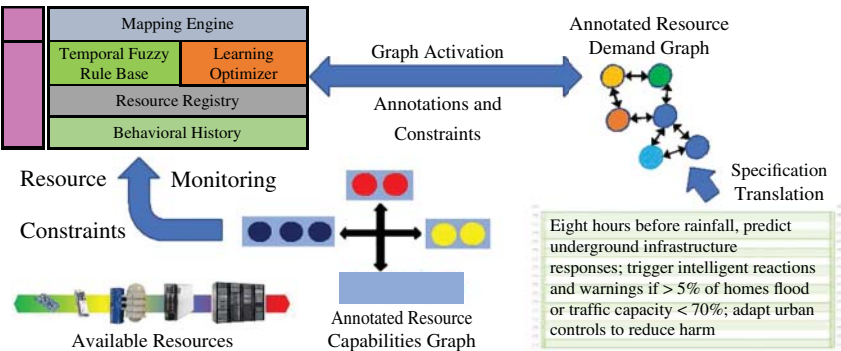 Mapping Engine
Temporal Fuzzy
Rule Base
Learning
Optimizer
Resource Registry
Behavioral History
Graph Activation
Annotations and
Constraints
Annotated Resource
Demand Graph
Specification
Translation
Resource
Monitoring
Constraints
Eight hours before rainfall, predict
underground infrastructure
responses; trigger intelligent reactions
and warnings if > 5% of homes flood
or traffic capacity < 70%; adapt urban
controls to reduce harm
Available Resources
Annotated Resource
Capabilities Graph